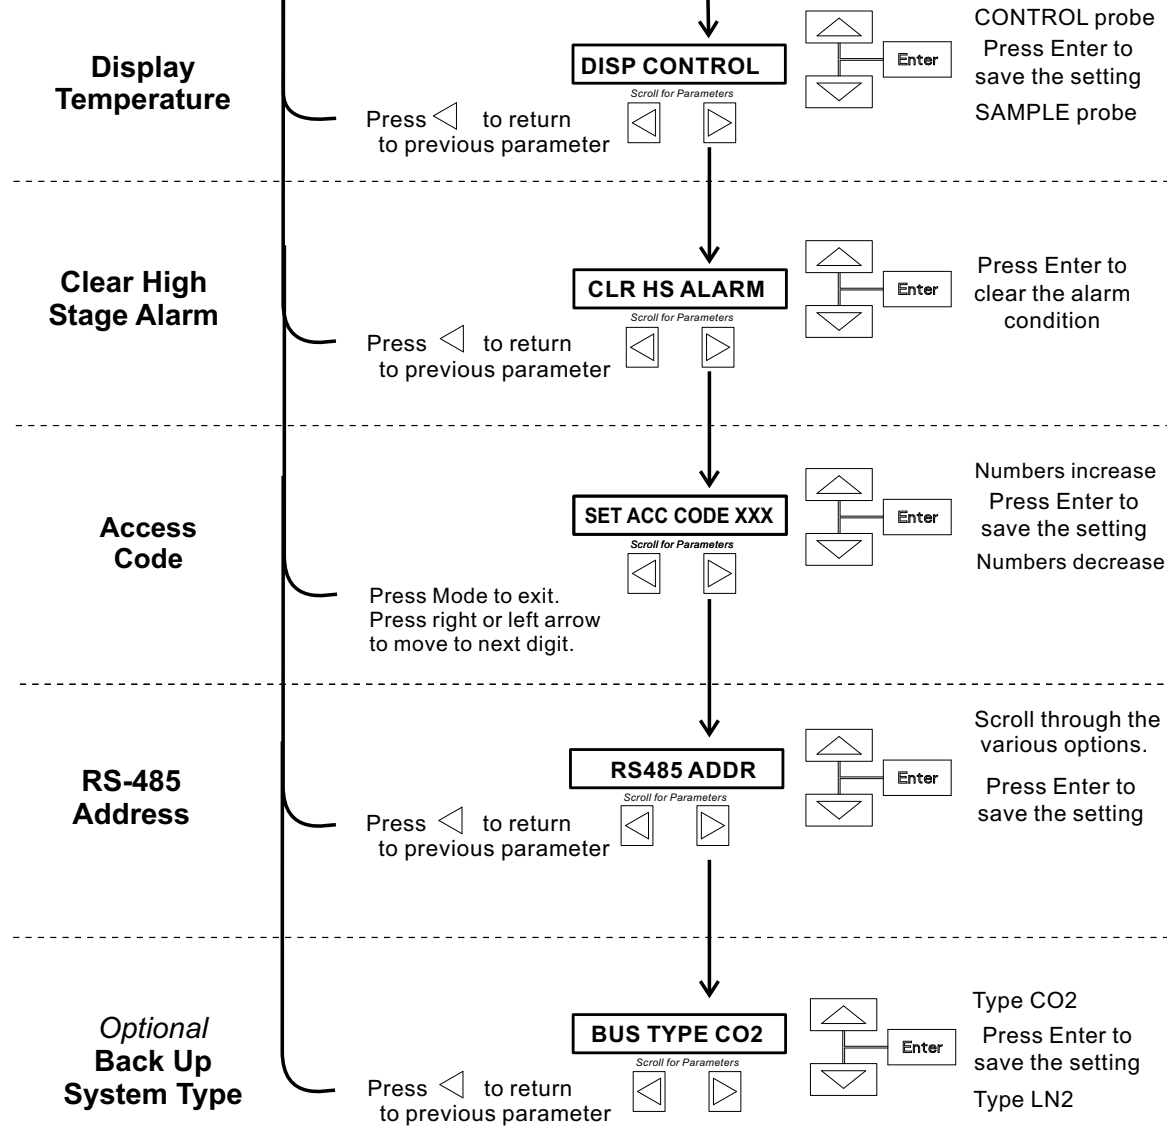 Display
Temperature
DISP CONTROL
Scroll for Parameters
Press to return
to previous parameter
Enter
CONTROL probe
Press Enter to
save the setting
SAMPLE probe
Clear High
Stage Alarm
CLR HS ALARM
Scroll for Parameters
Press to return
to previous parameter
Enter
Press Enter to
clear the alarm
condition
Access
Code
SET ACC CODE XXX
Scroll for Parameters
Press Mode to exit.
Press right or left arrow
to move to next digit.
Enter
Numbers increase
Press Enter to
save the setting
Numbers decrease
RS-485
Address
RS485 ADDR
Scroll for Parameters
Press to return
to previous parameter
Enter
Scroll through the
various options.
Press Enter to
save the setting
Optional
Back Up
System Type
BUS TYPE CO2
Scroll for Parameters
Press to return
to previous parameter
Enter
Type CO2
Press Enter to
save the setting
Type LN2